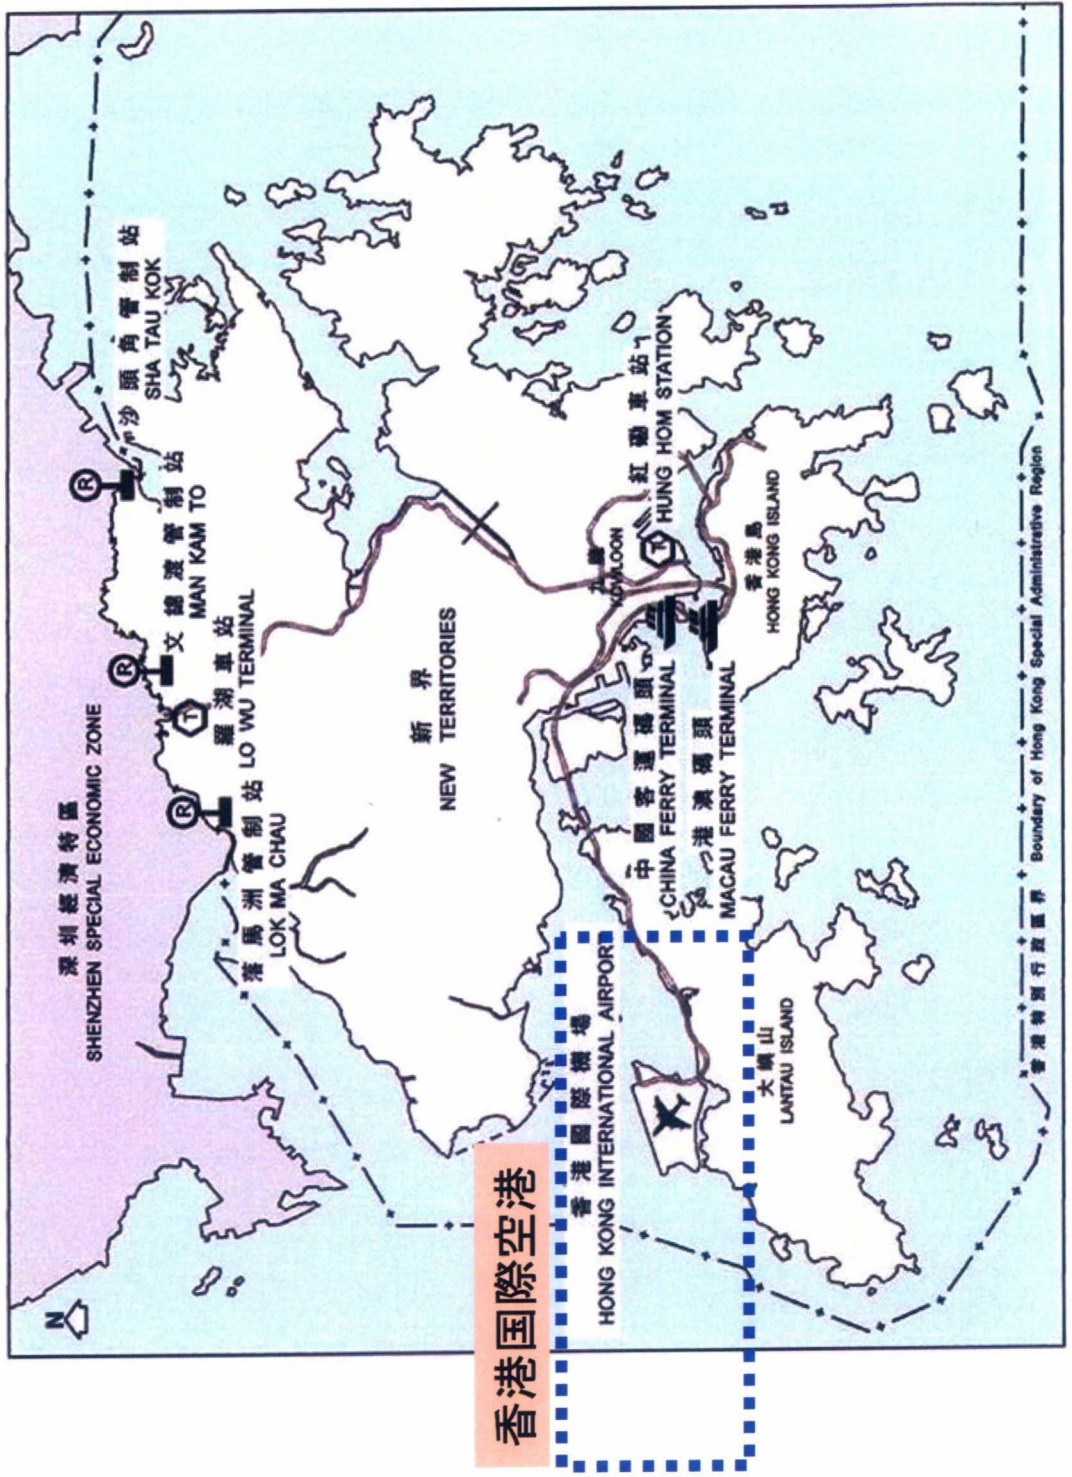 N
深圳經濟特區
SHENZHEN SPECIAL ECONOMIC ZONE
R
沙頭角管制站
SHA TAU KOK
R
文錦渡管制站
MAN KAM TO
T
羅湖車站
LO WU TERMINAL
R
落馬洲管制站
LOK MA CHAU
新界
NEW TERRITORIES
香港国際空港
香港國際機場
HONG KONG INTERNATIONAL AIRPORT
九龍
KOWLOON
T
紅磡車站
HUNG HOM STATION
中國客運碼頭
CHINA FERRY TERMINAL
港澳碼頭
MACAU FERRY TERMINAL
香港島
HONG KONG ISLAND
大嶼山
LANTAU ISLAND
香港特別行政區界 Boundary of Hong Kong Special Administrative Region